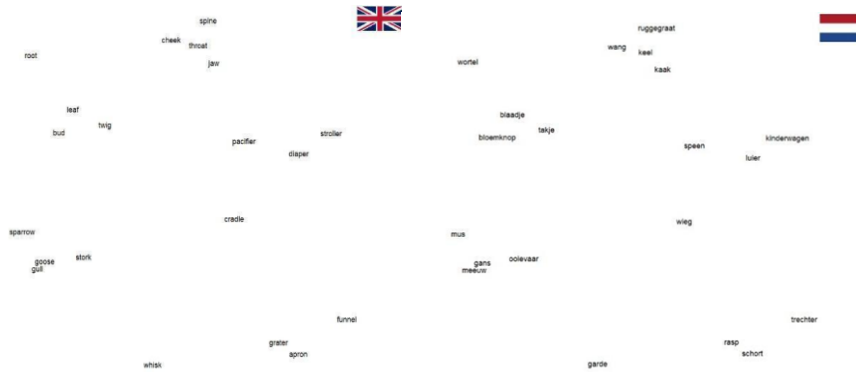 spine
cheek
throat
jaw
root
leaf
bud
twig
pacifier
stroller
diaper
cradle
sparrow
goose
gull
stork
funnel
grater
apron
whisk
ruggegraat
wang
keel
kaak
wortel
blaadje
bloemknop
takje
speen
kinderwagen
luier
wieg
mus
gans
meeuw
ooievaar
trechter
rasp
schort
garde